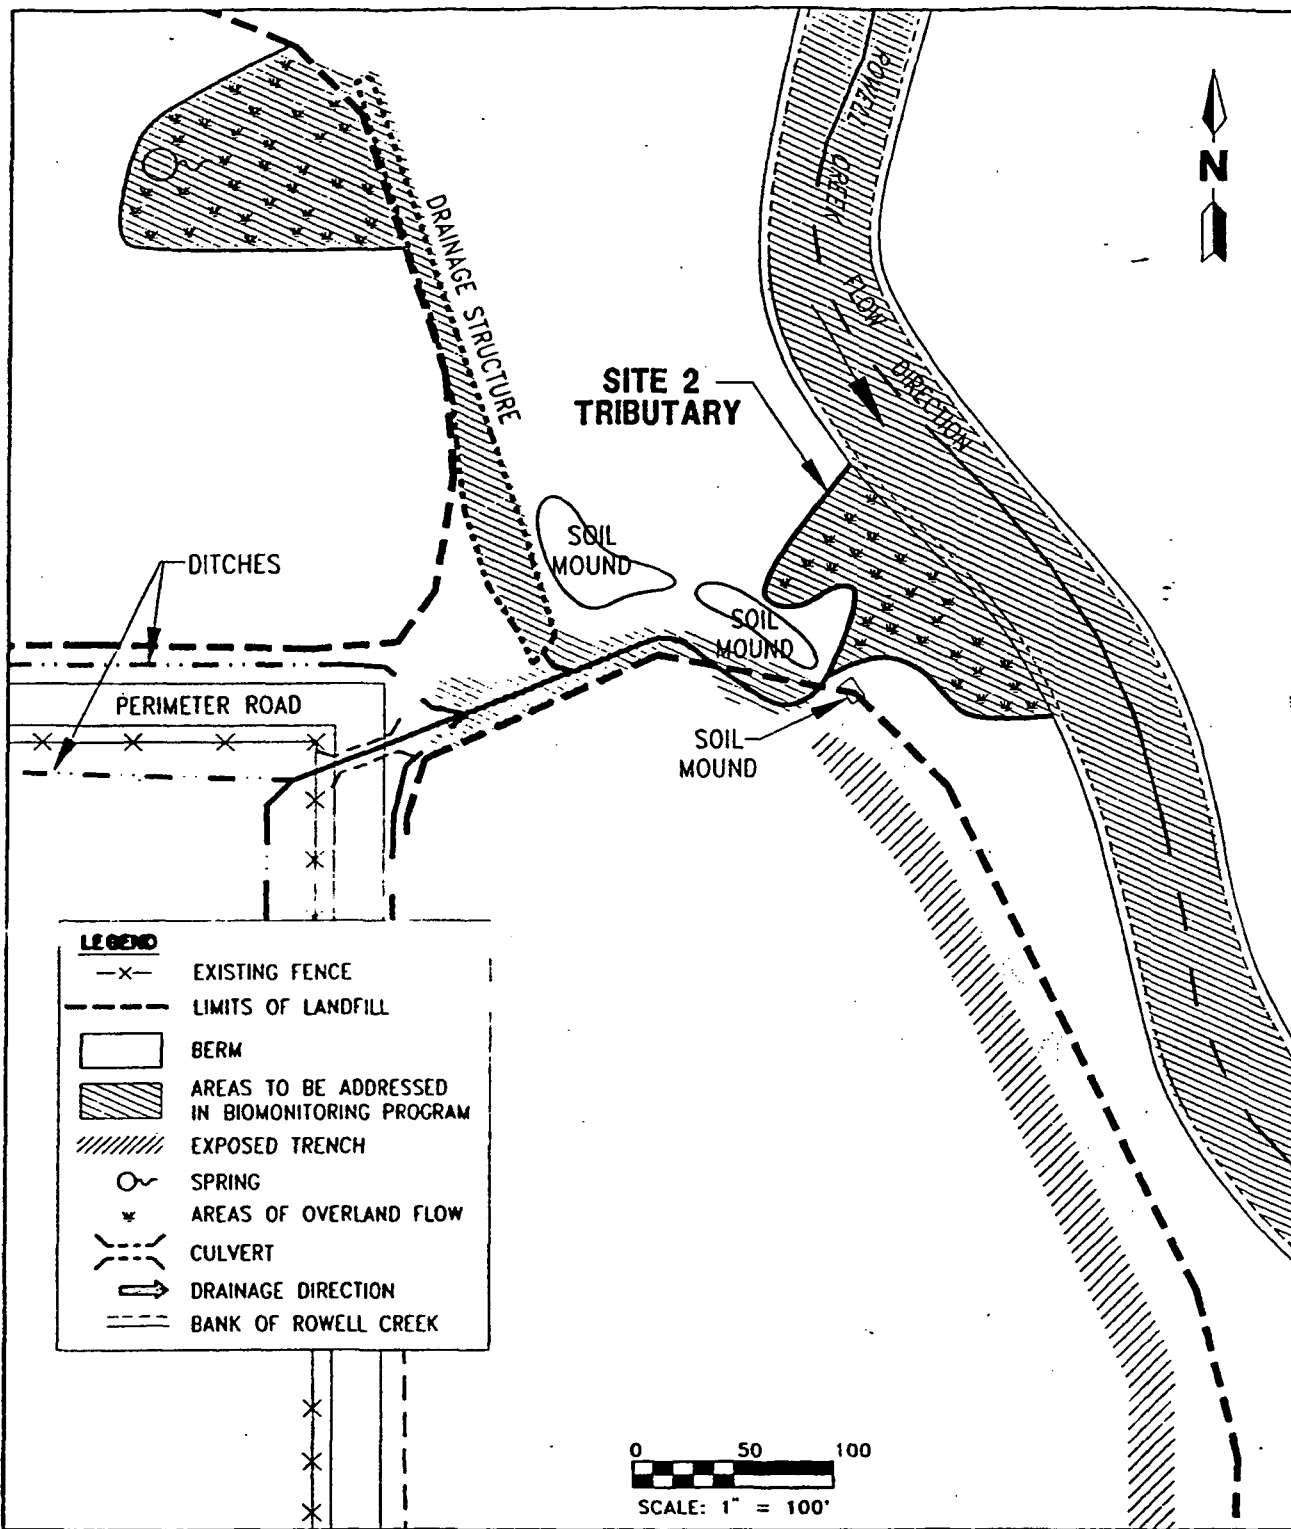 ROWELL CREEK
FLOW DIRECTION
N
DRAINAGE STRUCTURE
SITE 2
TRIBUTARY
SOIL
MOUND
DITCHES
SOIL
MOUND
PERIMETER ROAD
SOIL
MOUND
LEGEND
—X— EXISTING FENCE
LIMITS OF LANDFILL
BERM
AREAS TO BE ADDRESSED
IN BIOMONITORING PROGRAM
EXPOSED TRENCH
SPRING
AREAS OF OVERLAND FLOW
CULVERT
DRAINAGE DIRECTION
BANK OF ROWELL CREEK
0 50 100
SCALE: 1" = 100'